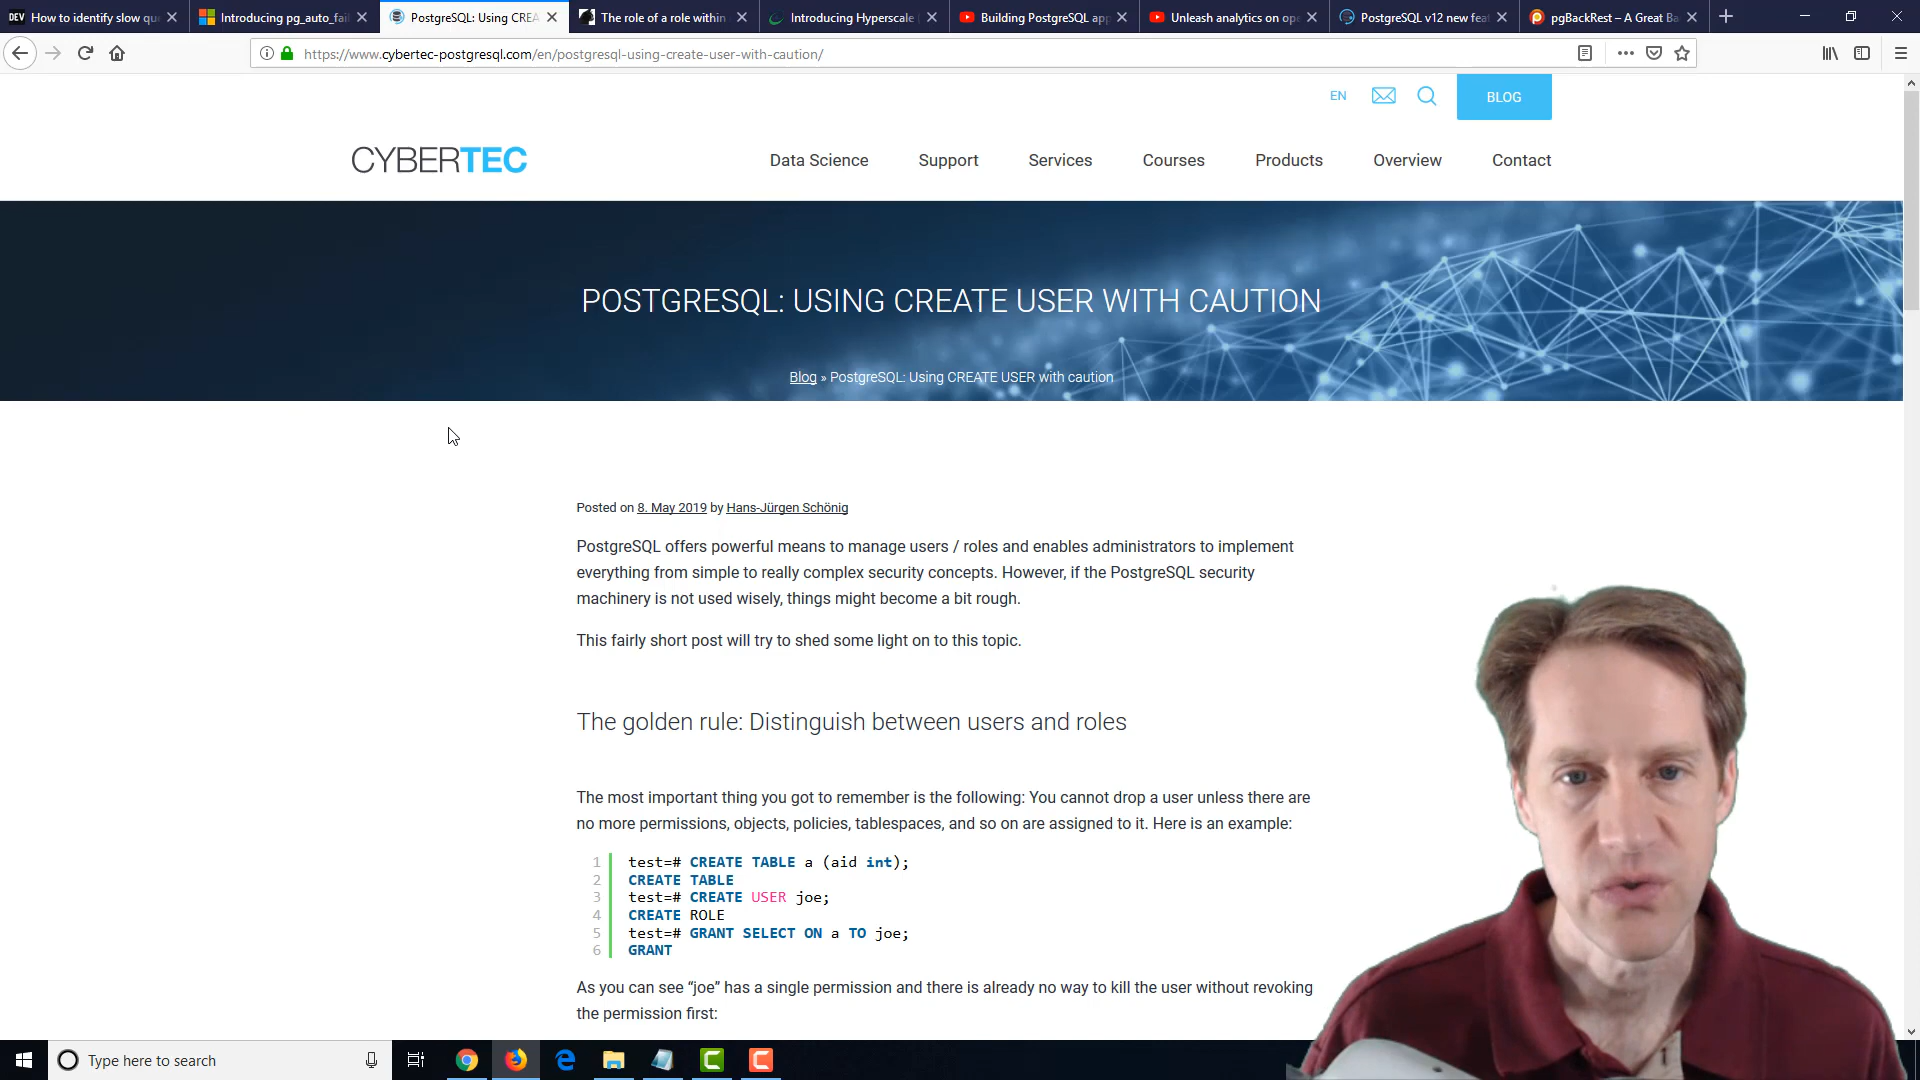 DEV How to identify slow qu
Introducing pg_auto_fai
PostgreSQL: Using CREA
The role of a role within
Introducing Hyperscale (
Building PostgreSQL app
Unleash analytics on ope
PostgreSQL v12 new feat
pgBackRest – A Great Ba
https://www.cybertec-postgresql.com/en/postgresql-using-create-user-with-caution/
EN
BLOG
CYBERTEC
Data Science Support Services Courses Products Overview Contact
POSTGRESQL: USING CREATE USER WITH CAUTION
Blog » PostgreSQL: Using CREATE USER with caution
Posted on 8. May 2019 by Hans-Jürgen Schönig
PostgreSQL offers powerful means to manage users / roles and enables administrators to implement
everything from simple to really complex security concepts. However, if the PostgreSQL security
machinery is not used wisely, things might become a bit rough.
This fairly short post will try to shed some light on to this topic.
The golden rule: Distinguish between users and roles
The most important thing you got to remember is the following: You cannot drop a user unless there are
no more permissions, objects, policies, tablespaces, and so on are assigned to it. Here is an example:
1 test=# CREATE TABLE a (aid int);
2 CREATE TABLE
3 test=# CREATE USER joe;
4 CREATE ROLE
5 test=# GRANT SELECT ON a TO joe;
6 GRANT
As you can see “joe” has a single permission and there is already no way to kill the user without revoking
the permission first:
Type here to search